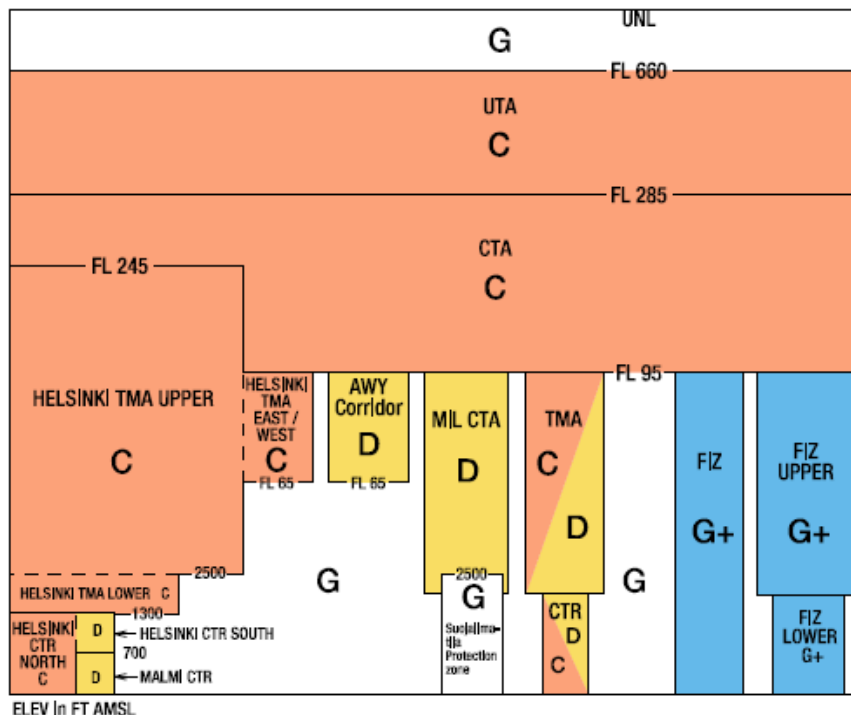 UNL
G
FL 660
UTA
C
FL 285
CTA
C
FL 245
FL 95
HELSINKI TMA UPPER
C
HELSINKI
TMA
EAST /
WEST
C
FL 65
AWY
Corridor
D
FL 65
MIL CTA
D
TMA
C
D
FIZ
G+
FIZ
UPPER
G+
2500
HELSINKI TMA LOWER C
1300
G
2500
G
Suojailma-
tila
Protection
zone
CTR
D
C
G
FIZ
LOWER
G+
HELSINKI
CTR
NORTH
C
D
HELSINKI CTR SOUTH
700
D
MALMI CTR
ELEV in FT AMSL